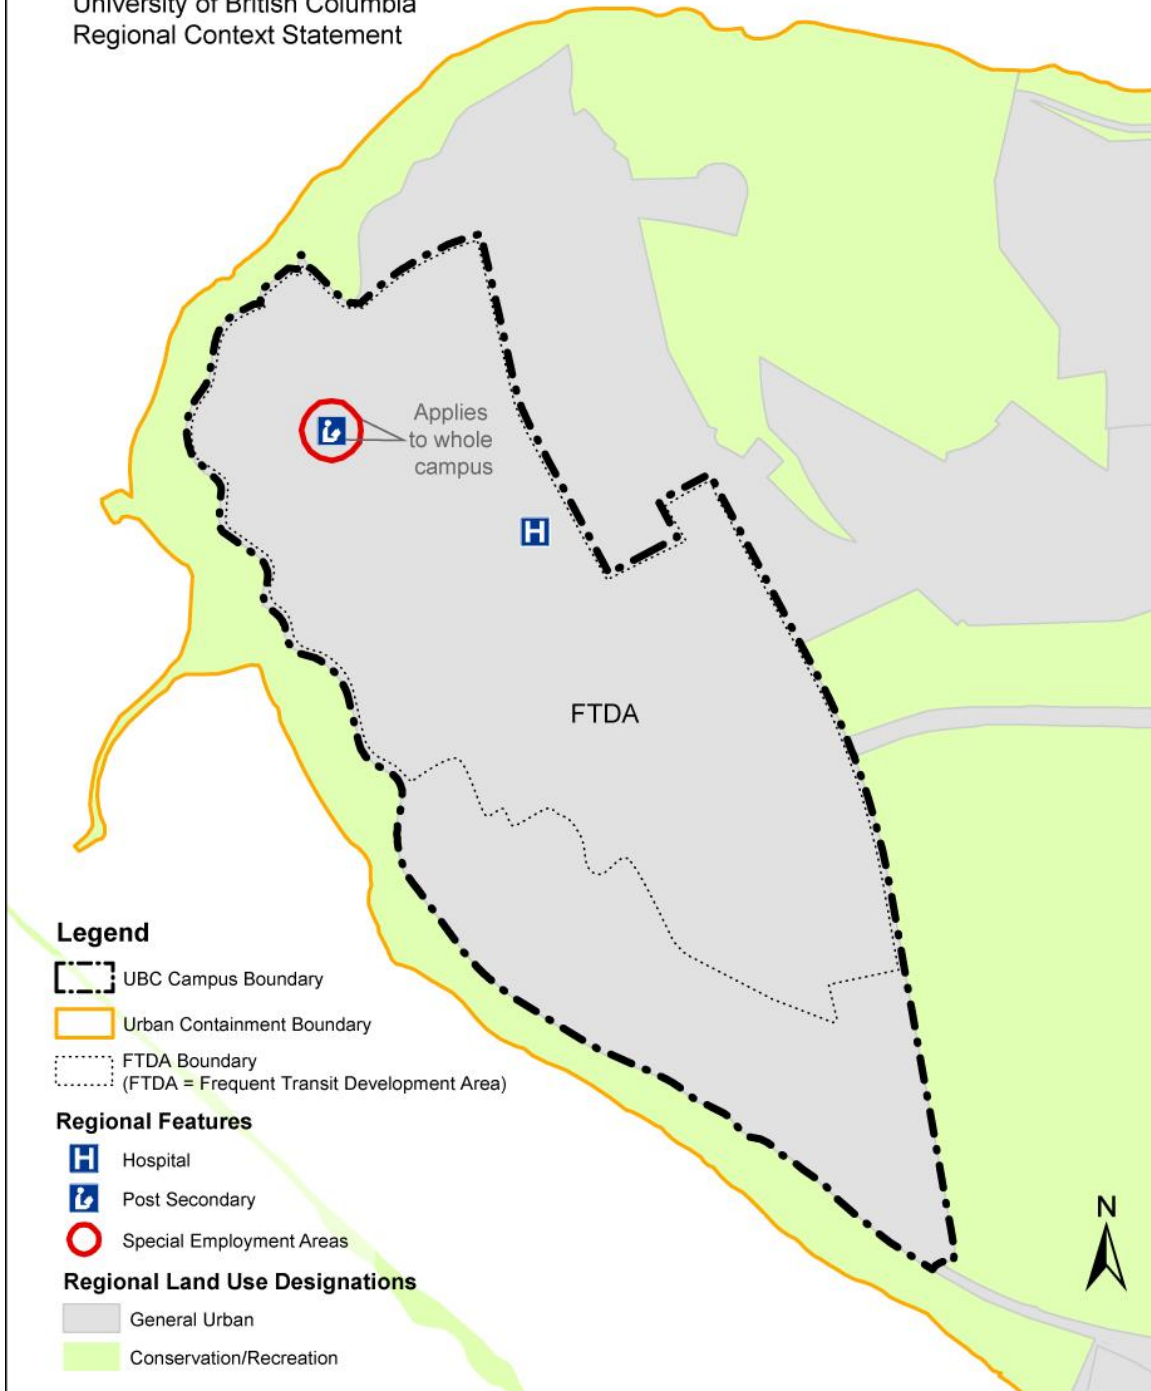 University of British Columbia
Regional Context Statement
Applies
to whole
campus
H
FTDA
Legend
UBC Campus Boundary
Urban Containment Boundary
FTDA Boundary
(FTDA = Frequent Transit Development Area)
Regional Features
H Hospital
Post Secondary
Special Employment Areas
N
Regional Land Use Designations
General Urban
Conservation/Recreation